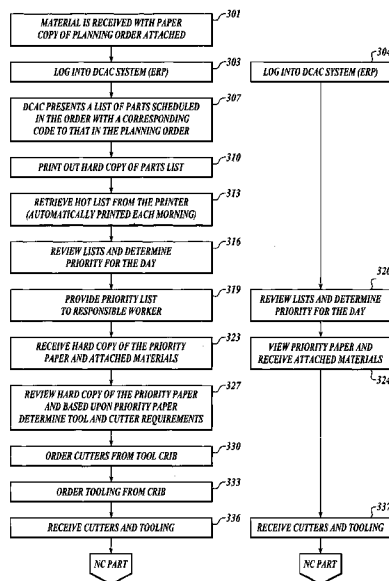 301
MATERIAL IS RECEIVED WITH PAPER
COPY OF PLANNING ORDER ATTACHED
303
LOG INTO DCAC SYSTEM (ERP)
307
DCAC PRESENTS A LIST OF PARTS SCHEDULED
IN THE ORDER WITH A CORRESPONDING
CODE TO THAT IN THE PLANNING ORDER
310
PRINT OUT HARD COPY OF PARTS LIST
313
RETRIEVE HOT LIST FROM THE PRINTER
(AUTOMATICALLY PRINTED EACH MORNING)
316
REVIEW LISTS AND DETERMINE
PRIORITY FOR THE DAY
319
PROVIDE PRIORITY LIST
TO RESPONSIBLE WORKER
323
RECEIVE HARD COPY OF THE PRIORITY
PAPER AND ATTACHED MATERIALS
327
REVIEW HARD COPY OF THE PRIORITY PAPER
AND BASED UPON PRIORITY PAPER
DETERMINE TOOL AND CUTTER REQUIREMENTS
330
ORDER CUTTERS FROM TOOL CRIB
333
ORDER TOOLING FROM CRIB
336
RECEIVE CUTTERS AND TOOLING
NC PART
304
LOG INTO DCAC SYSTEM (ERP)
320
REVIEW LISTS AND DETERMINE
PRIORITY FOR THE DAY
VIEW PRIORITY PAPER AND
RECEIVE ATTACHED MATERIALS
324
337
RECEIVE CUTTERS AND TOOLING
NC PART